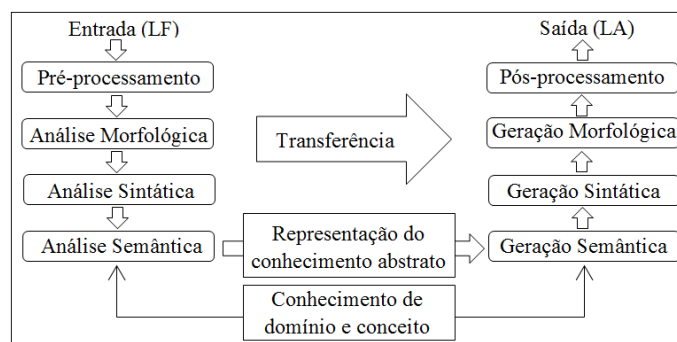 Entrada (LF)
Saída (LA)
Pré-processamento
Pós-processamento
Análise Morfológica
Transferência
Geração Morfológica
Análise Sintática
Geração Sintática
Análise Semântica
Representação do
conhecimento abstrato
Geração Semântica
Conhecimento de
domínio e conceito